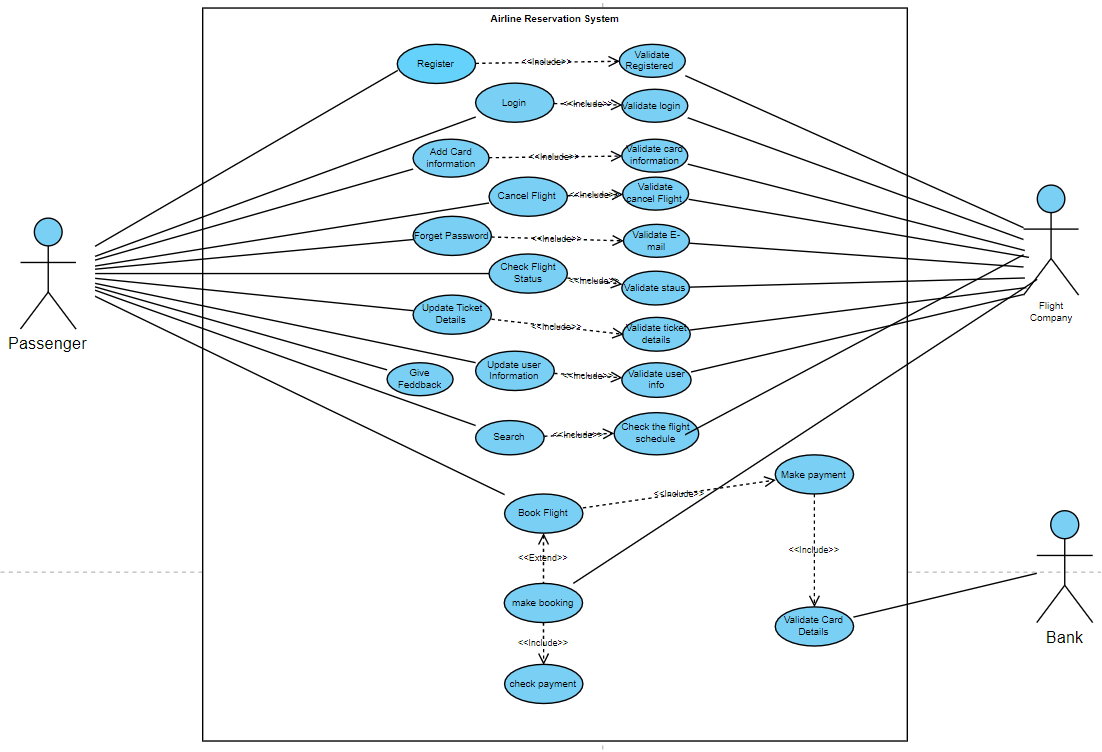 Airline Reservation System
Register
<<Include>>
Validate
Registered
Login
<<Include>>
Validate login
Add Card
information
<<Include>>
Validate card
information
Cancel Flight
<<Include>>
Validate
cancel Flight
Forget Password
<<Include>>
Validate E-
mail
Check Flight
Status
<<Include>>
Validate staus
Update Ticket
Details
<<Include>>
Validate ticket
details
Passenger
Flight
Company
Update user
Information
<<Include>>
Validate user
info
Give
Feddback
Search
<<Include>>
Check the flight
schedule
Make payment
<<Include>>
Book Flight
<<Extend>>
<<Include>>
make booking
Validate Card
Details
Bank
<<Include>>
check payment